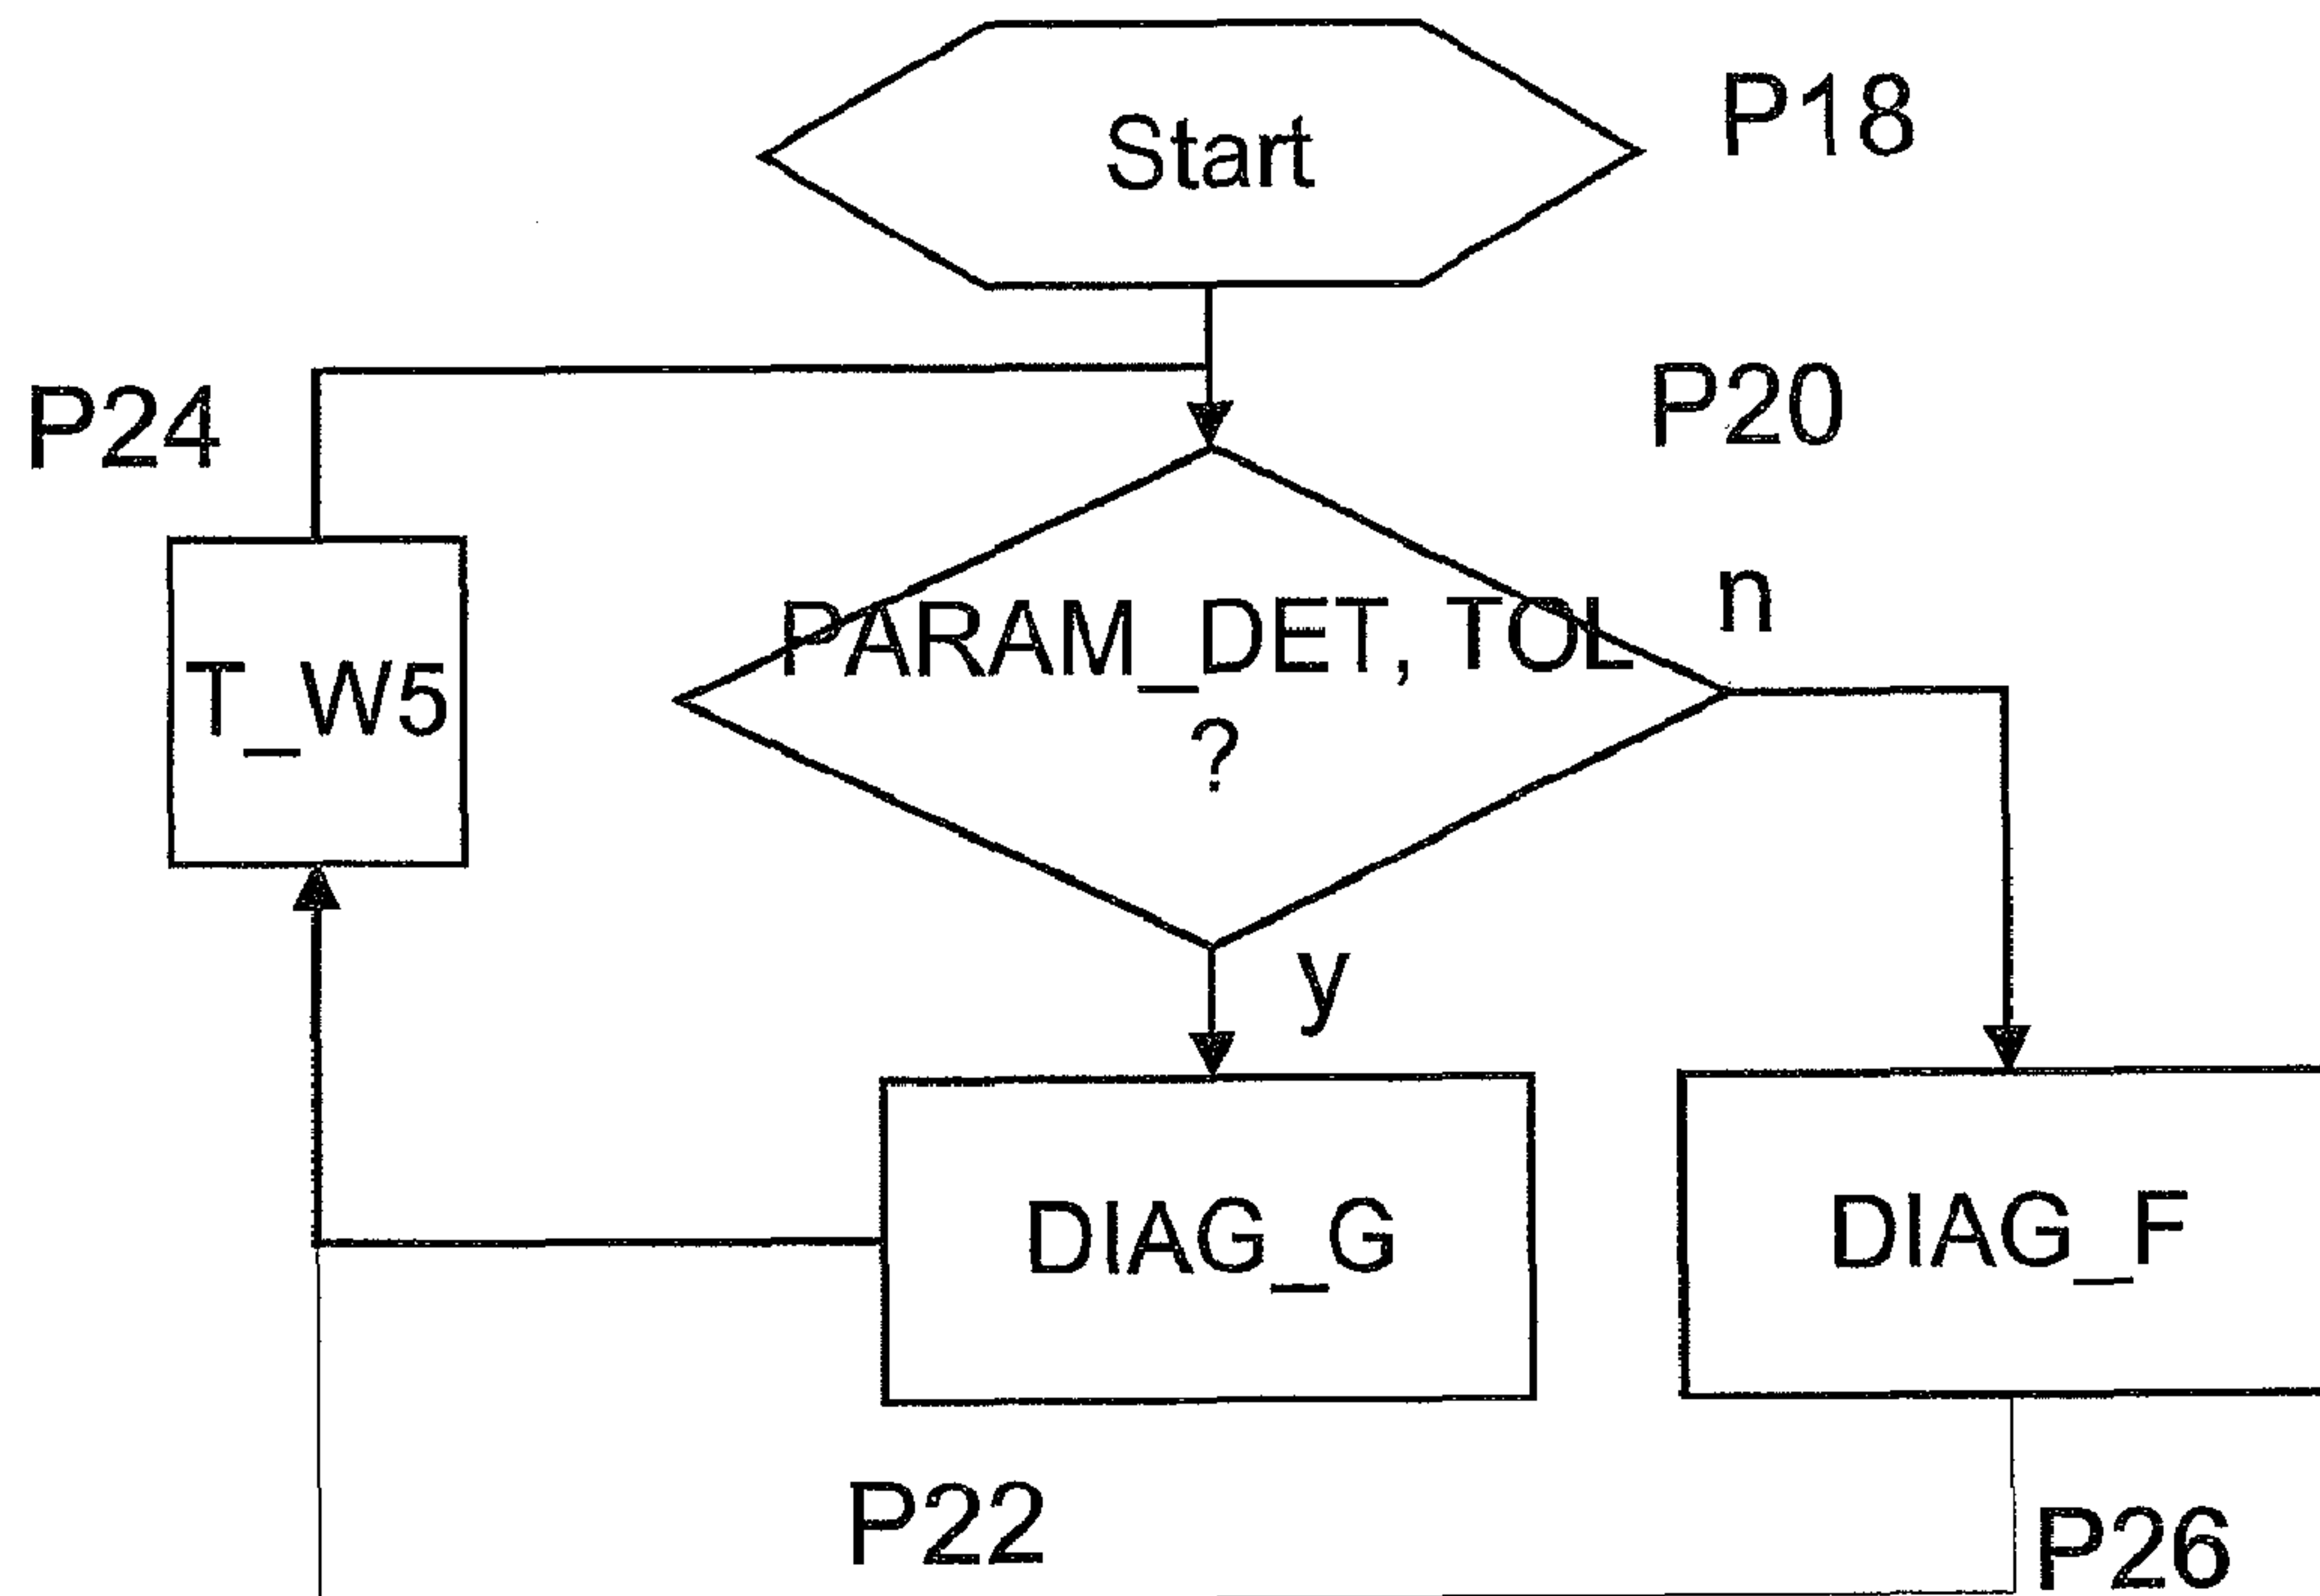 Start
P18
P24
P20
n
PARAM_DET, TOL
?
T_W5
y
DIAG_G
DIAG_F
P22
P26